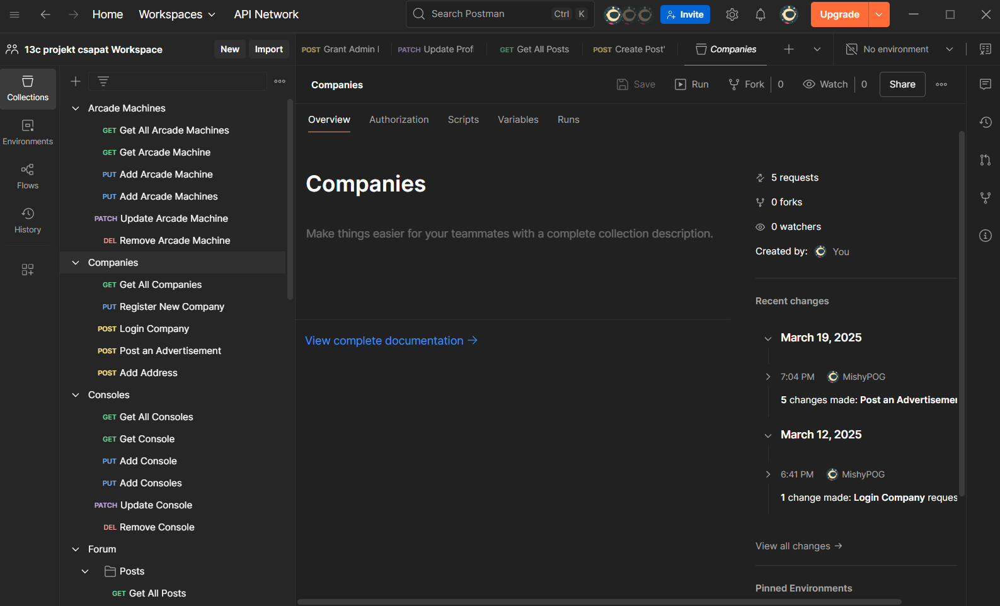 Home Workspaces API Network Search Postman Ctrl K Invite Upgrade
13c projekt csapat Workspace New Import POST Grant Admin PATCH Update Prof GET Get All Posts POST Create Post' Companies No environment
Collections
Environments
Flows
History
Arcade Machines
GET Get All Arcade Machines
GET Get Arcade Machine
PUT Add Arcade Machine
PUT Add Arcade Machines
PATCH Update Arcade Machine
DEL Remove Arcade Machine
Companies
GET Get All Companies
PUT Register New Company
POST Login Company
POST Post an Advertisement
POST Add Address
Consoles
GET Get All Consoles
GET Get Console
PUT Add Console
PUT Add Consoles
PATCH Update Console
DEL Remove Console
Forum
Posts
GET Get All Posts
Companies Save Run Fork 0 Watch 0 Share
Overview Authorization Scripts Variables Runs
Companies
Make things easier for your teammates with a complete collection description.
View complete documentation →
5 requests
0 forks
0 watchers
Created by: You
Recent changes
March 19, 2025
7:04 PM MishyPOG
5 changes made: Post an Advertisemen
March 12, 2025
6:41 PM MishyPOG
1 change made: Login Company reques
View all changes →
Pinned Environments